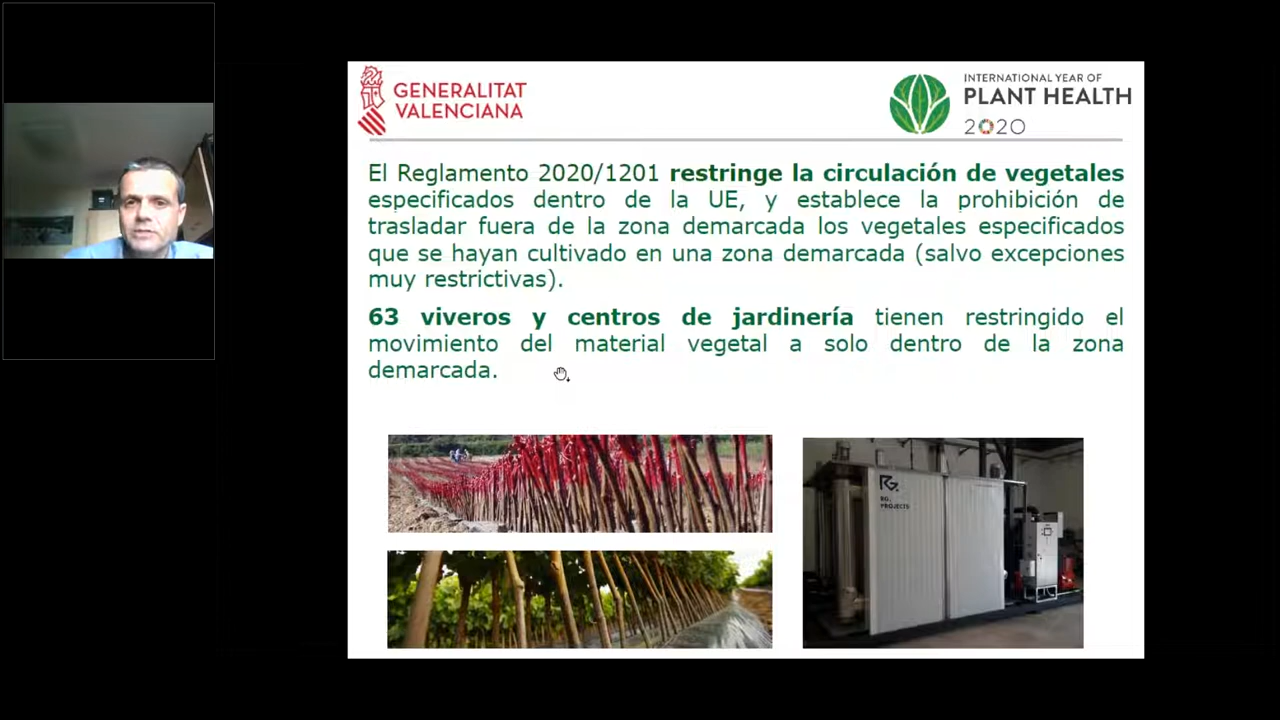 GENERALITAT
VALENCIANA
INTERNATIONAL YEAR OF
PLANT HEALTH
2020
El Reglamento 2020/1201 restringe la circulación de vegetales
especificados dentro de la UE, y establece la prohibición de
trasladar fuera de la zona demarcada los vegetales especificados
que se hayan cultivado en una zona demarcada (salvo excepciones
muy restrictivas).
63 viveros y centros de jardinería tienen restringido el
movimiento del material vegetal a solo dentro de la zona
demarcada.
RG.
RG.
PROJECTS